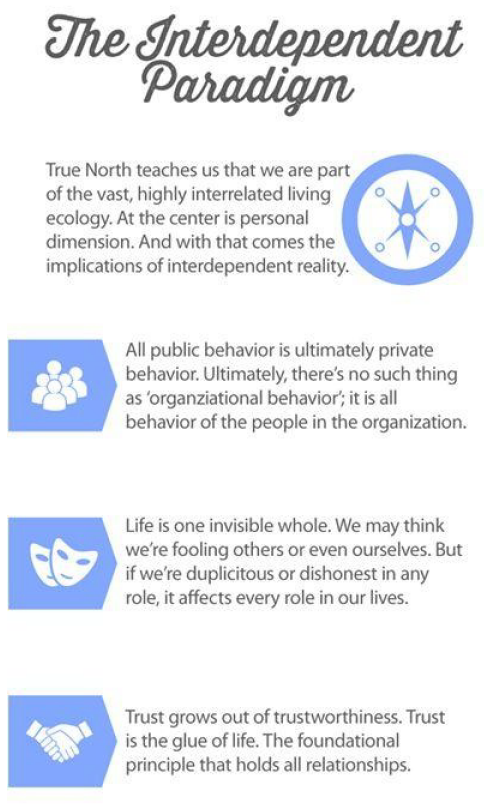 The Interdependent
Paradigm
True North teaches us that we are part
of the vast, highly interrelated living
ecology. At the center is personal
dimension. And with that comes the
implications of interdependent reality.
All public behavior is ultimately private
behavior. Ultimately, there's no such thing
as 'organziational behavior'; it is all
behavior of the people in the organization.
Life is one invisible whole. We may think
we're fooling others or even ourselves. But
if we're duplicitous or dishonest in any
role, it affects every role in our lives.
Trust grows out of trustworthiness. Trust
is the glue of life. The foundational
principle that holds all relationships.